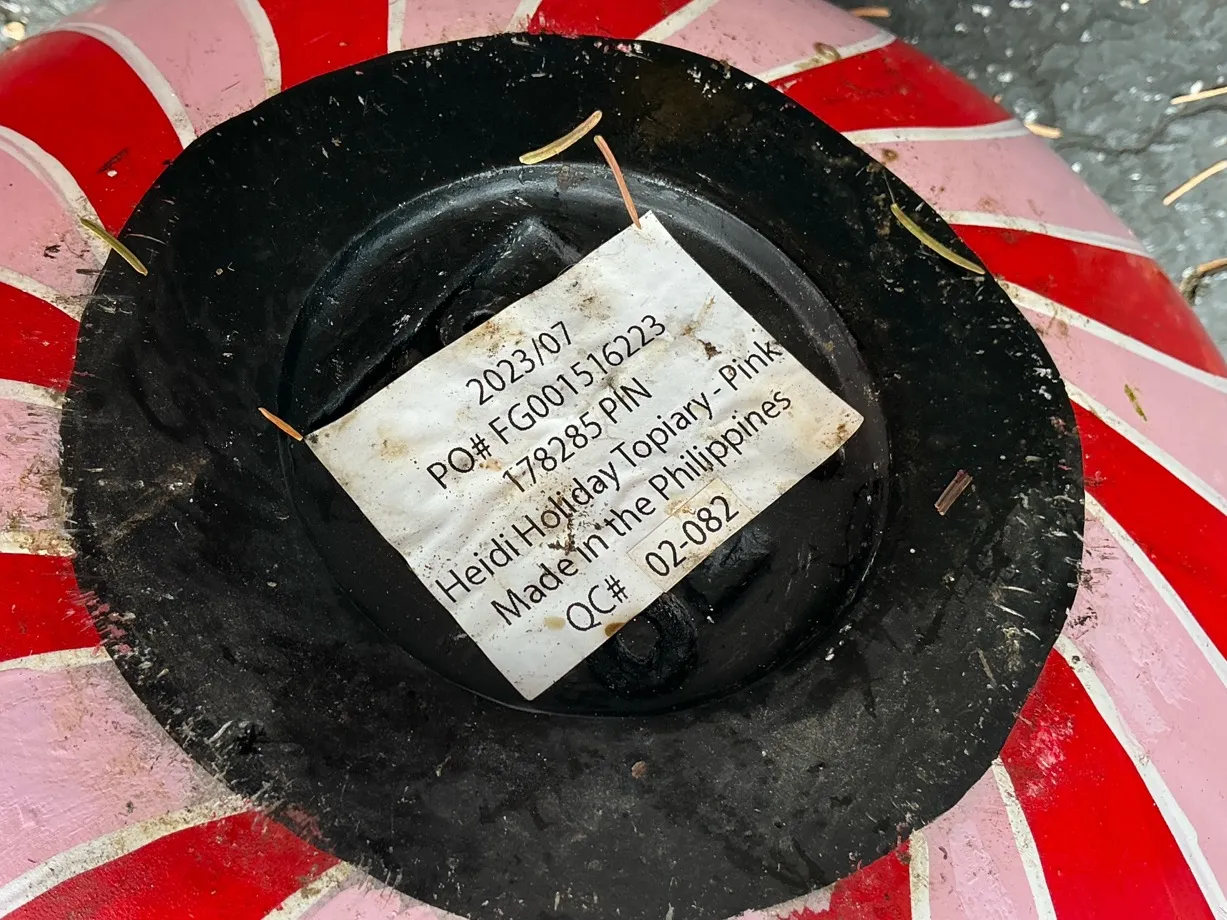 2023/07
PO# FG001516223
178285 PIN
Heidi Holiday Topiary - Pink
Made in the Philippines
QC# 02-082